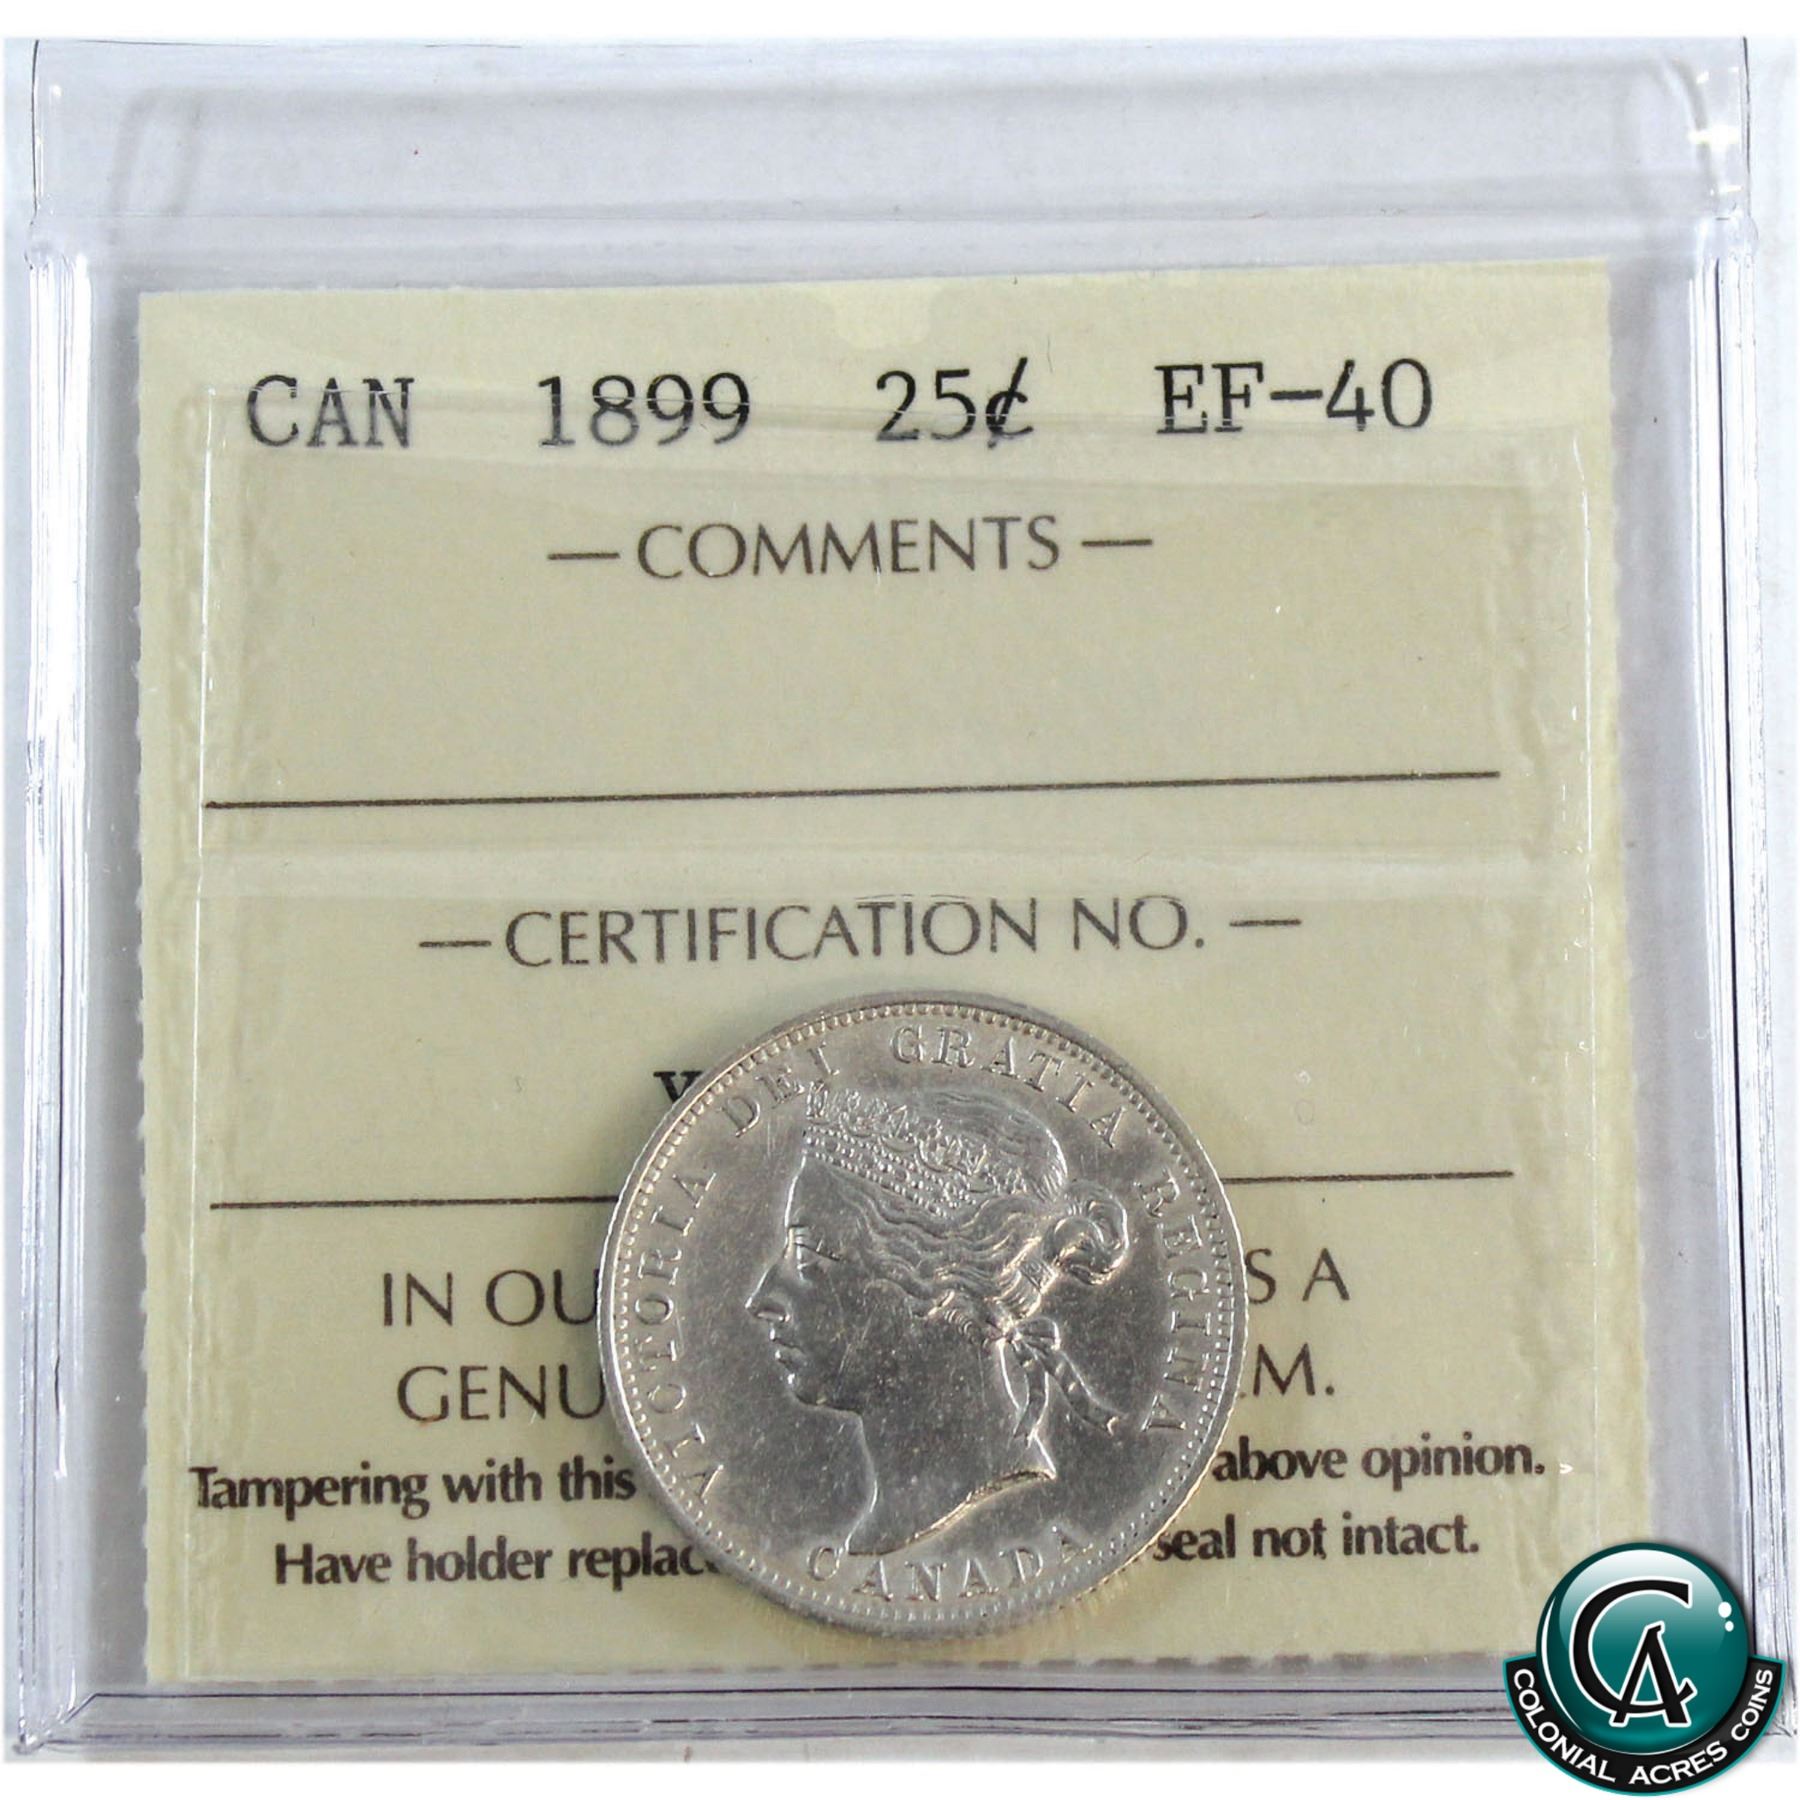 CAN 1899 25¢ EF-40
— COMMENTS —
— CERTIFICATION NO. —
VICTORIA DEI GRATIA REGINA
CANADA
IN OU S A
GENU M.
Tampering with this above opinion.
Have holder replac seal not intact.
CA
COLONIAL ACRES COINS